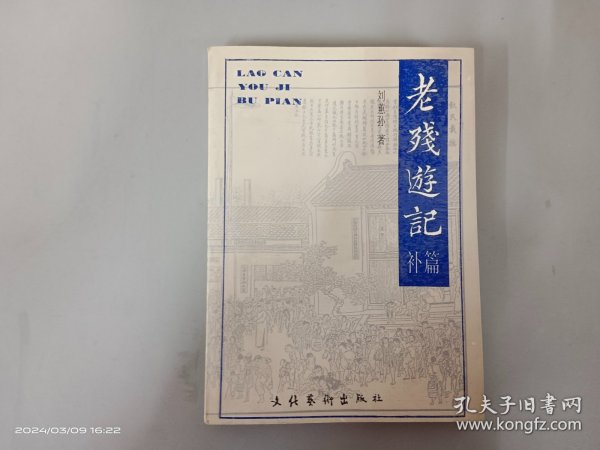 LAO CAN
YOU JI
BU PIAN
老殘遊記
补篇
刘蕙孙 著
文化藝術出版社
2024/03/09 16:22
孔夫子旧书网
www.kongfz.com